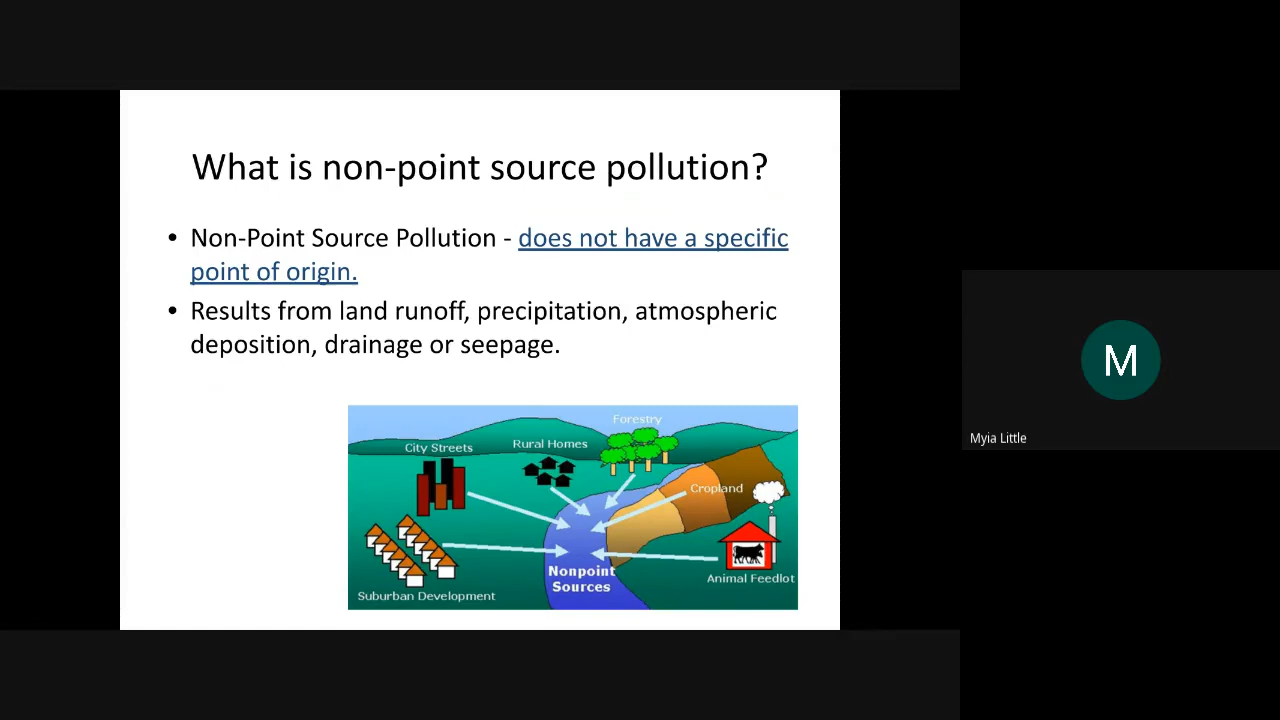 What is non-point source pollution?
• Non-Point Source Pollution - does not have a specific
point of origin.
• Results from land runoff, precipitation, atmospheric
deposition, drainage or seepage.
Forestry
City Streets
Rural Homes
Cropland
Nonpoint
Sources
Animal Feedlot
Suburban Development
M
Myia Little